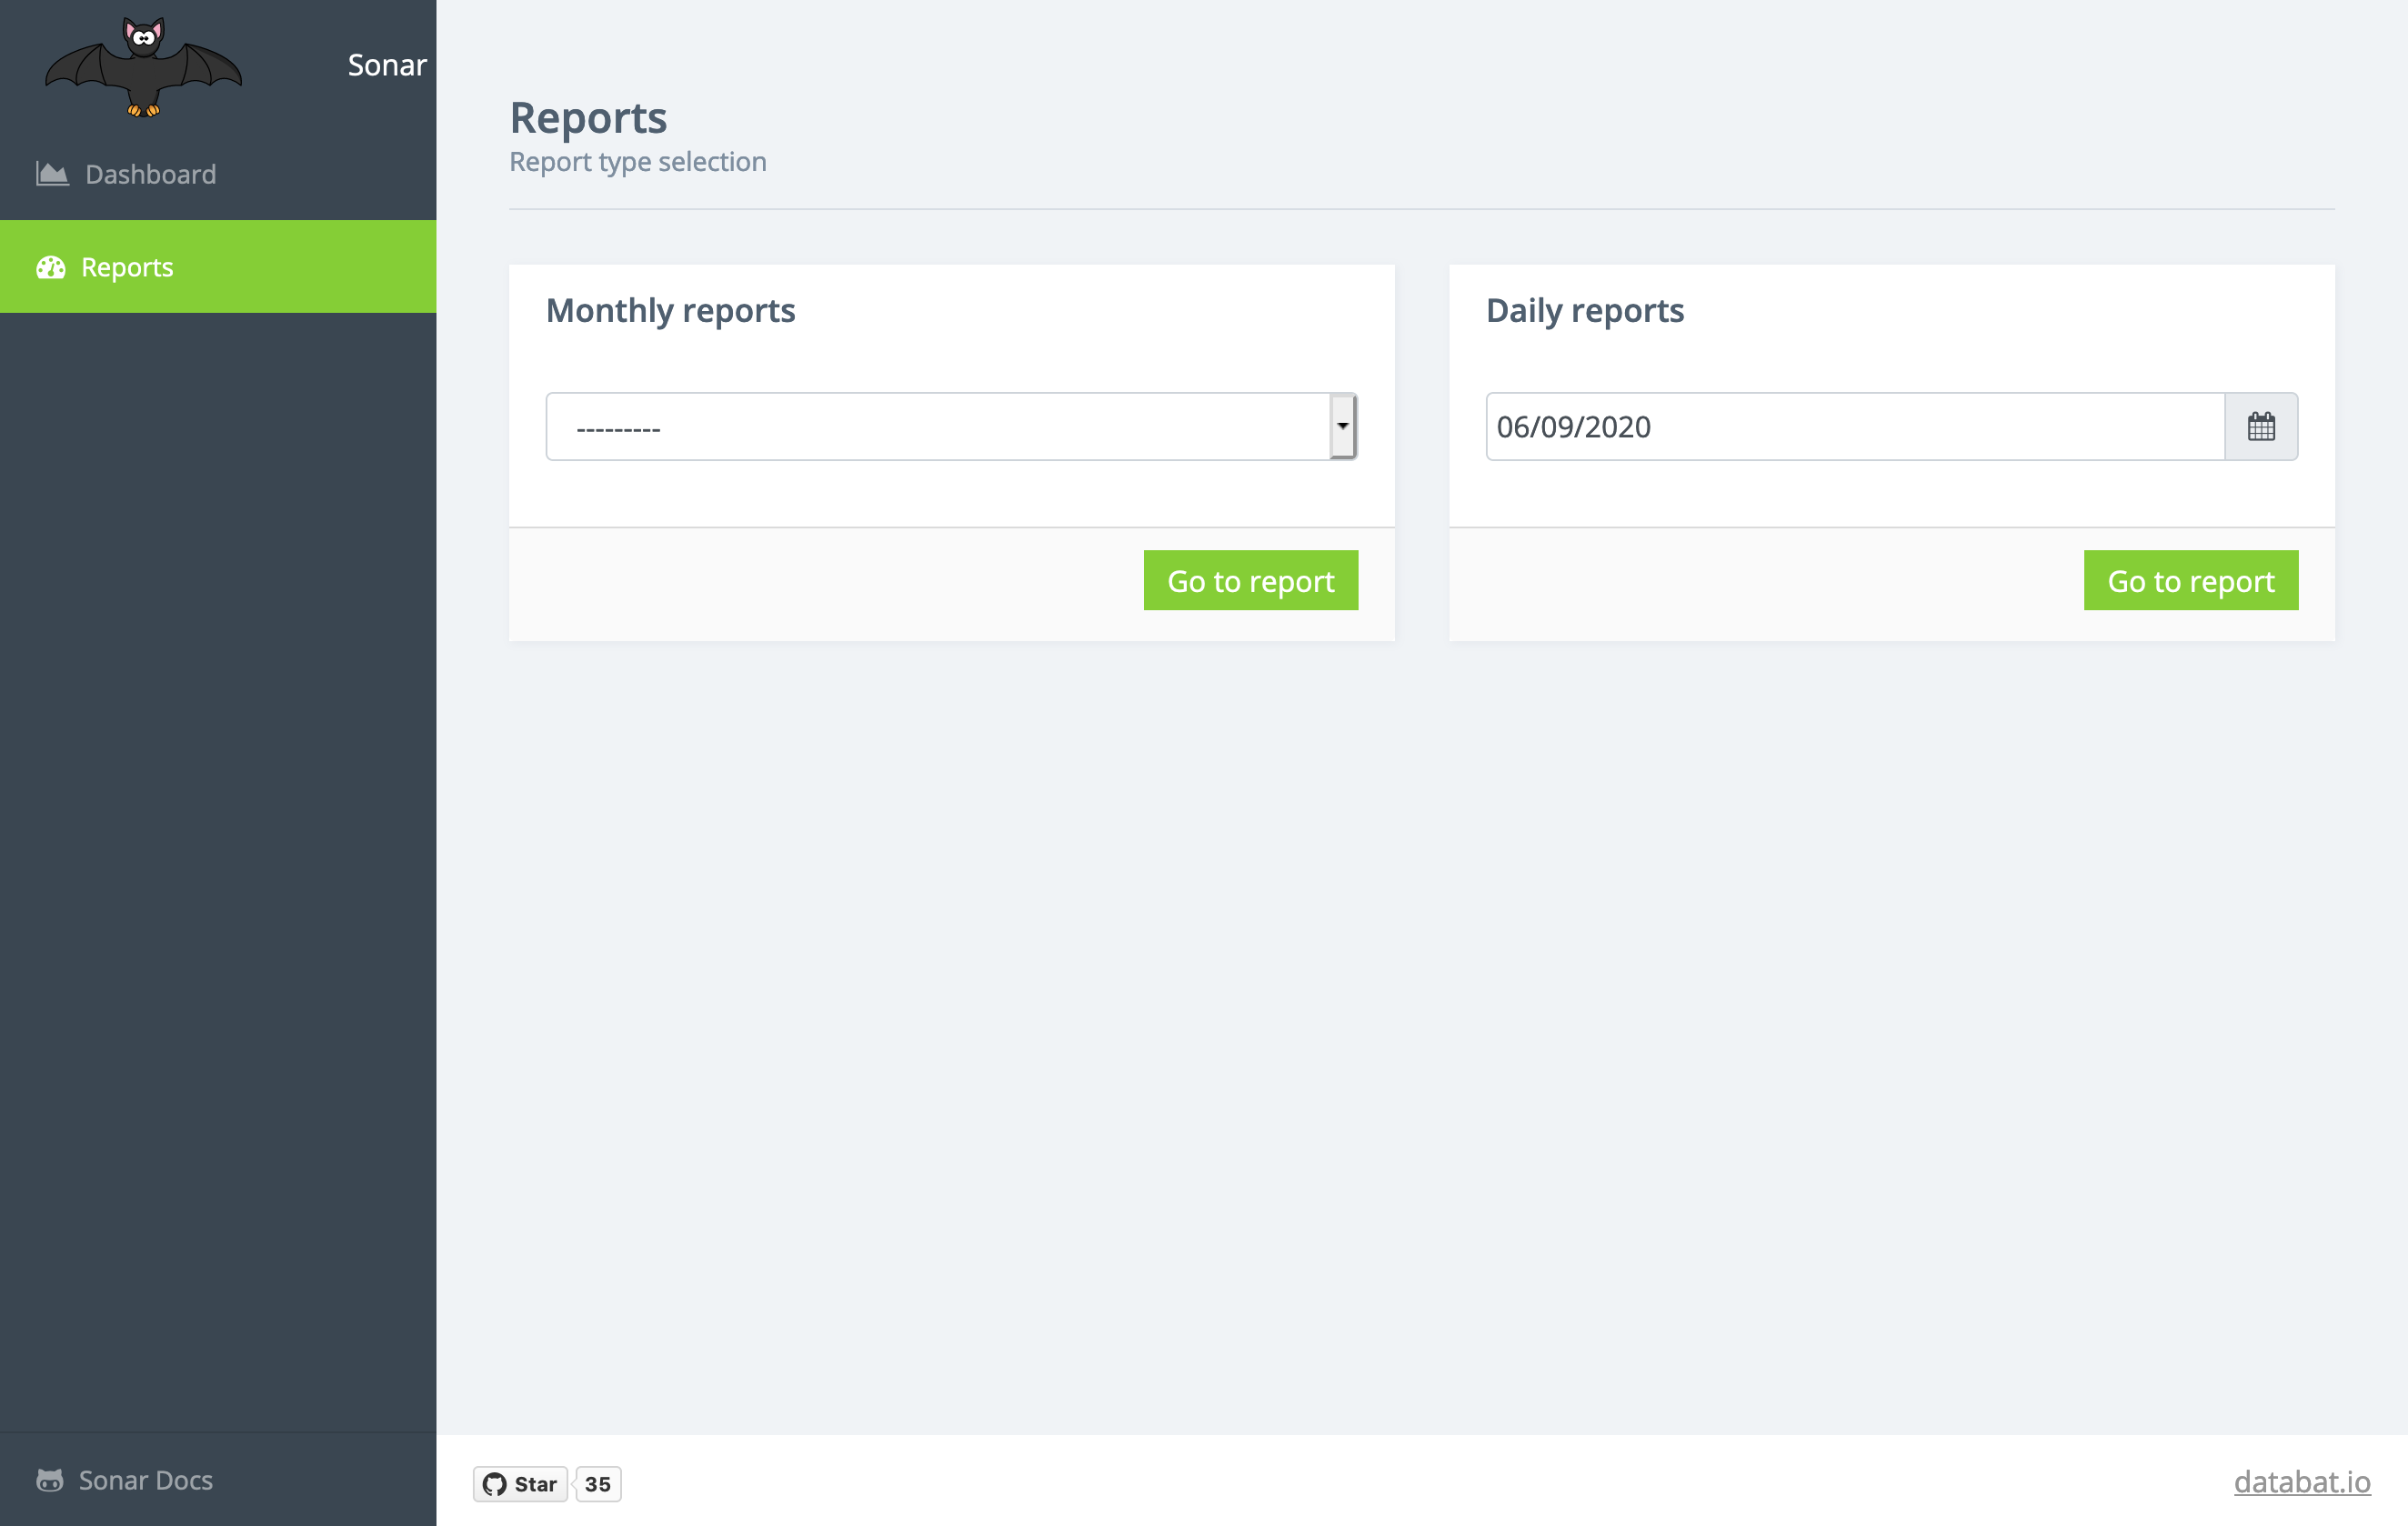 Sonar
Dashboard
Reports
Sonar Docs
Reports
Report type selection
Monthly reports
---------
Go to report
Daily reports
06/09/2020
Go to report
Star 35
databat.io